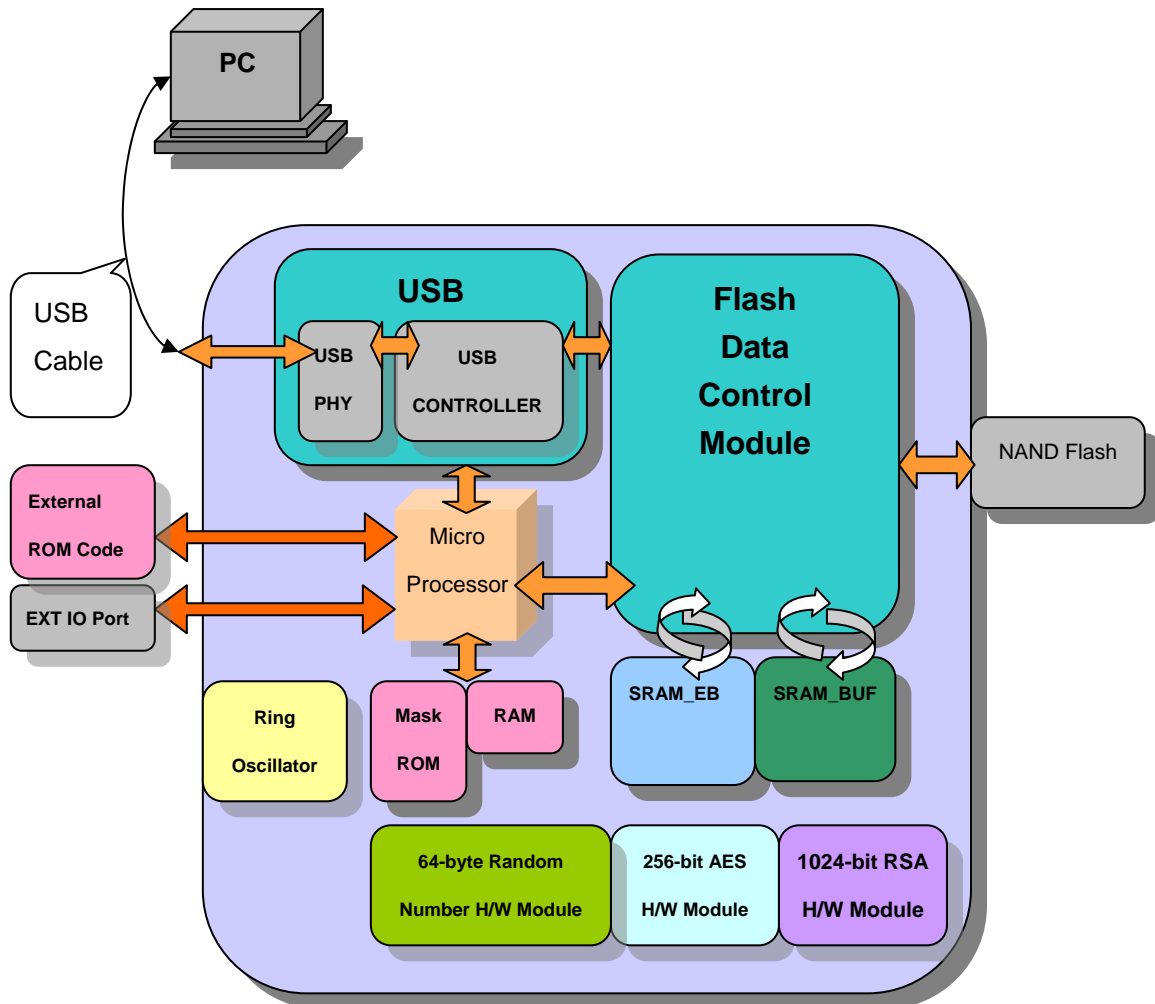 PC
USB
Cable
USB
USB
PHY
USB
CONTROLLER
Flash
Data
Control
Module
NAND Flash
External
ROM Code
EXT IO Port
Micro
Processor
Ring
Oscillator
Mask
ROM
RAM
SRAM_EB
SRAM_BUF
64-byte Random
Number H/W Module
256-bit AES
H/W Module
1024-bit RSA
H/W Module